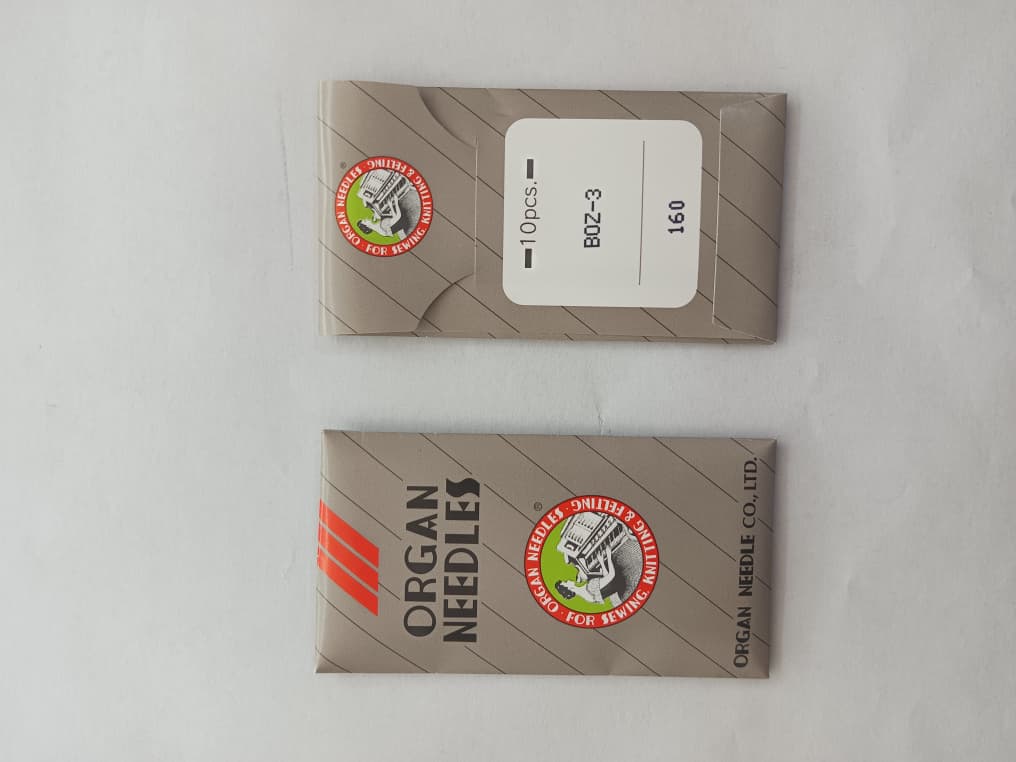 ORGAN NEEDLES · FOR SEWING, KNITTING & FELTING ·
®
10pcs.
BOZ-3
160
ORGAN
NEEDLES
®
ORGAN NEEDLES · FOR SEWING, KNITTING & FELTING ·
ORGAN NEEDLE CO., LTD.